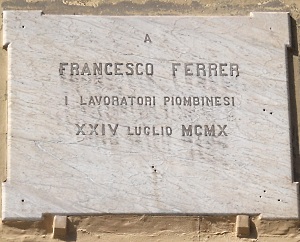 A
FRANCESCO FERRER
I LAVORATORI PIOMBINESI
XXIV LUGLIO MCMX